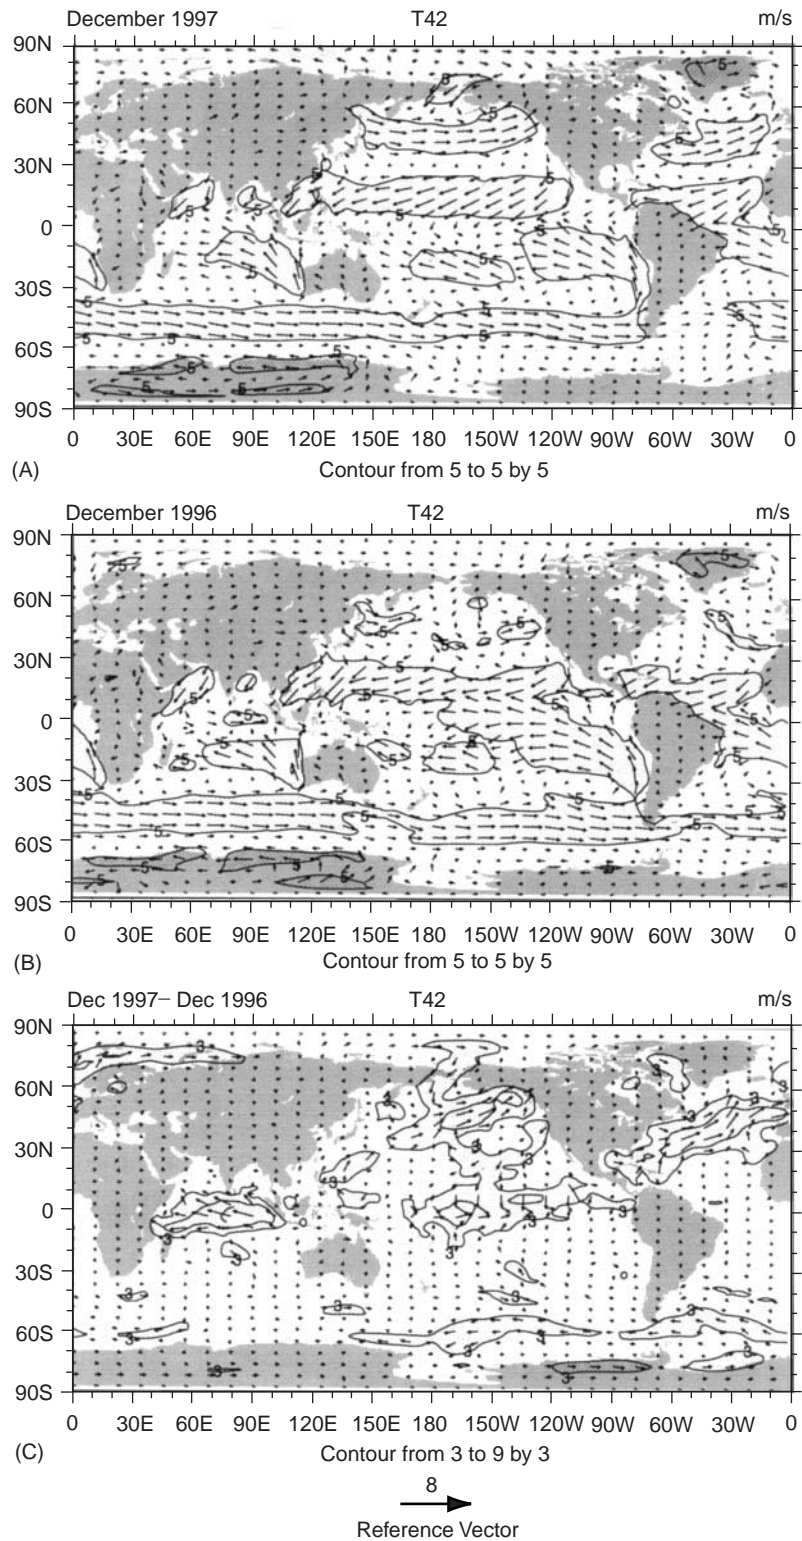 December 1997 T42 m/s
90N
60N
30N
0
30S
60S
90S
0 30E 60E 90E 120E 150E 180 150W 120W 90W 60W 30W 0
(A) Contour from 5 to 5 by 5
December 1996 T42 m/s
90N
60N
30N
0
30S
60S
90S
0 30E 60E 90E 120E 150E 180 150W 120W 90W 60W 30W 0
(B) Contour from 5 to 5 by 5
Dec 1997– Dec 1996 T42 m/s
90N
60N
30N
0
30S
60S
90S
0 30E 60E 90E 120E 150E 180 150W 120W 90W 60W 30W 0
(C) Contour from 3 to 9 by 3
8
Reference Vector